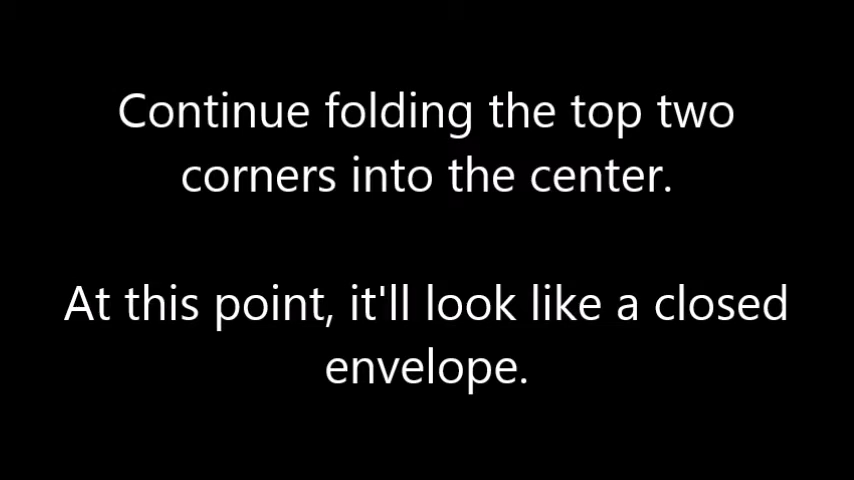 Continue folding the top two
corners into the center.
At this point, it'll look like a closed
envelope.